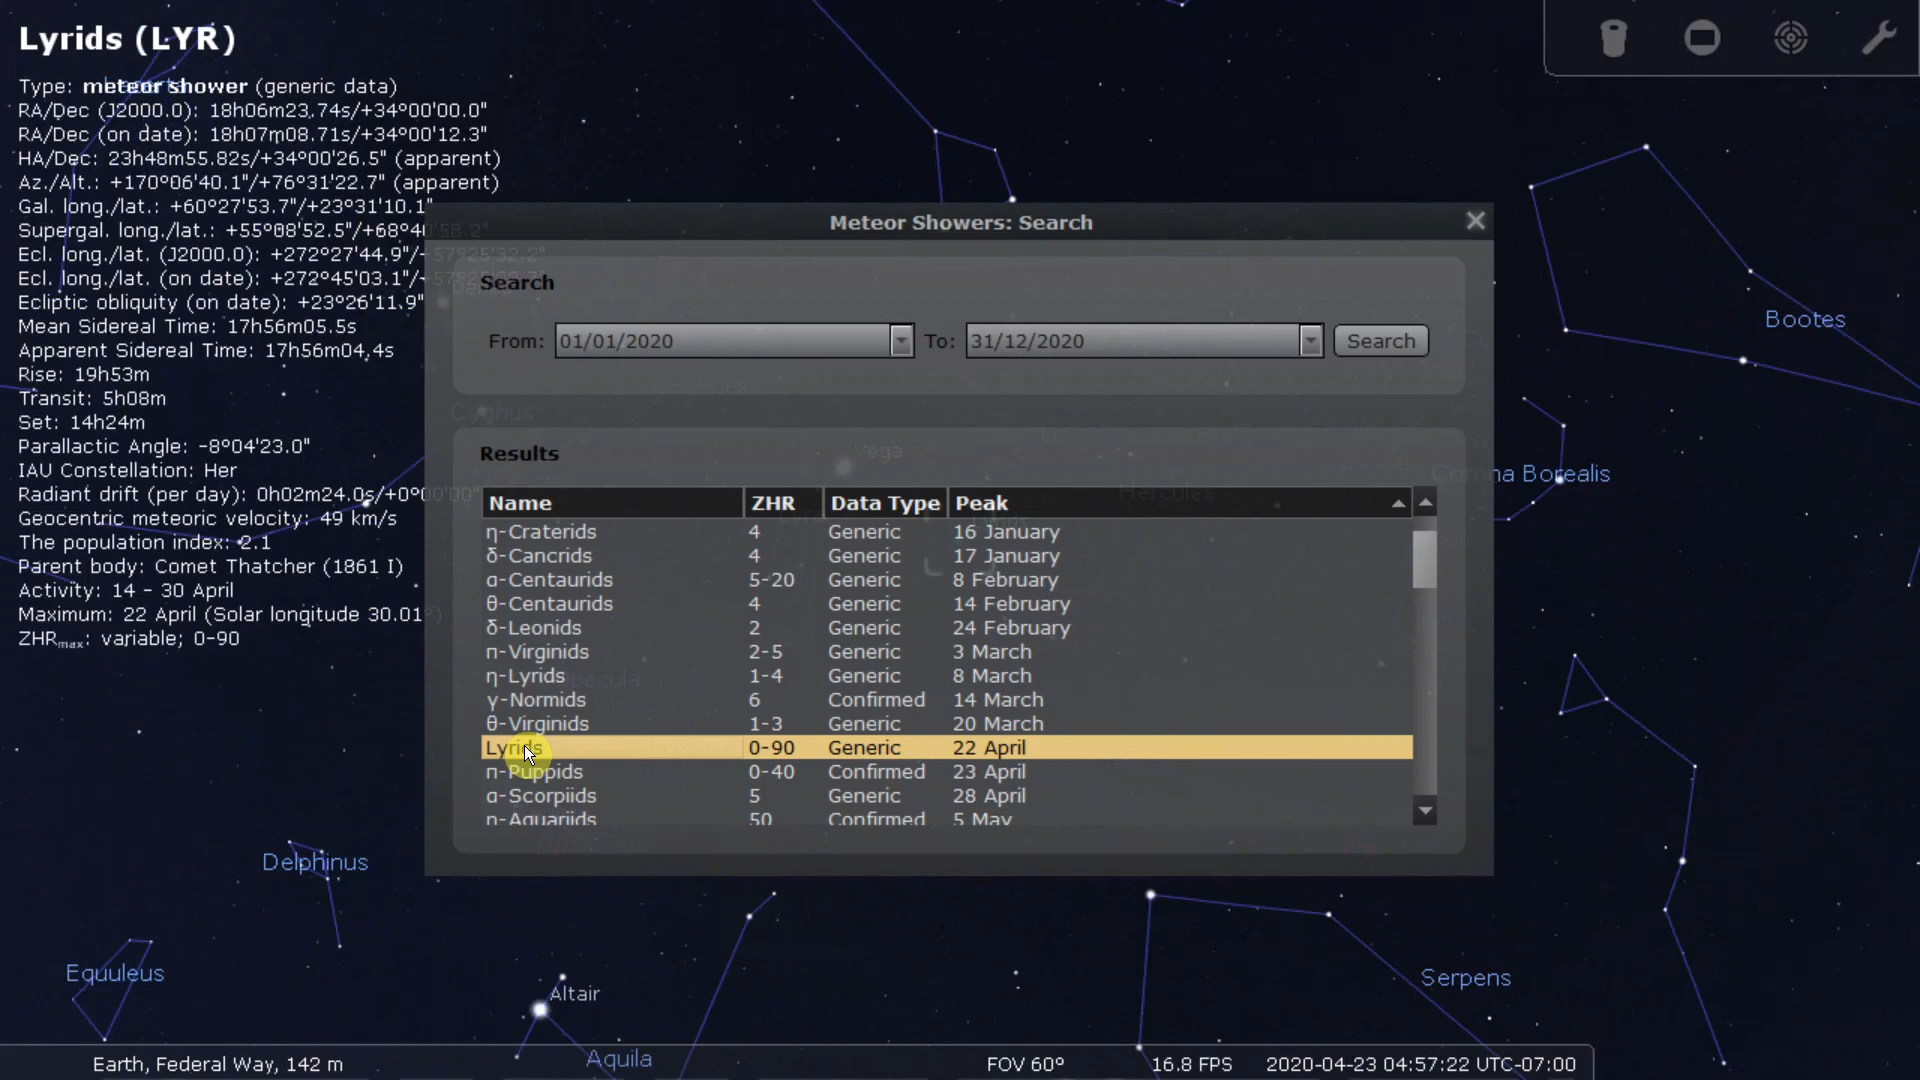 Lyrids (LYR)
Type: meteor shower (generic data)
RA/Dec (J2000.0): 18h06m23.74s/+34°00'00.0"
RA/Dec (on date): 18h07m08.71s/+34°00'12.3"
HA/Dec: 23h48m55.82s/+34°00'26.5" (apparent)
Az./Alt.: +170°06'40.1"/+76°31'22.7" (apparent)
Gal. long./lat.: +60°27'53.7"/+23°31'10.1"
Supergal. long./lat.: +55°08'52.5"/+68°40'58.2"
Ecl. long./lat. (J2000.0): +272°27'44.9"/+57°25'32.2"
Ecl. long./lat. (on date): +272°45'03.1"/
Ecliptic obliquity (on date): +23°26'11.9"
Mean Sidereal Time: 17h56m05.5s
Apparent Sidereal Time: 17h56m04.4s
Rise: 19h53m
Transit: 5h08m
Set: 14h24m
Parallactic Angle: -8°04'23.0"
IAU Constellation: Her
Radiant drift (per day): 0h02m24.0s/+0°00'00"
Geocentric meteoric velocity: 49 km/s
The population index: 2.1
Parent body: Comet Thatcher (1861 I)
Activity: 14 - 30 April
Maximum: 22 April (Solar longitude 30.01°)
ZHRmax: variable; 0-90
Meteor Showers: Search
Search
From: 01/01/2020 To: 31/12/2020 Search
Cygnus
Vega
Hercules
Results
Name ZHR Data Type Peak
η-Craterids 4 Generic 16 January
δ-Cancrids 4 Generic 17 January
α-Centaurids 5-20 Generic 8 February
θ-Centaurids 4 Generic 14 February
δ-Leonids 2 Generic 24 February
π-Virginids 2-5 Generic 3 March
η-Lyrids 1-4 Generic 8 March
γ-Normids 6 Confirmed 14 March
θ-Virginids 1-3 Generic 20 March
Lyrids 0-90 Generic 22 April
π-Puppids 0-40 Confirmed 23 April
α-Scorpiids 5 Generic 28 April
η-Aquariids 50 Confirmed 5 May
Bootes
Corona Borealis
Delphinus
Equuleus
Altair
Serpens
Aquila
Earth, Federal Way, 142 m FOV 60° 16.8 FPS 2020-04-23 04:57:22 UTC-07:00